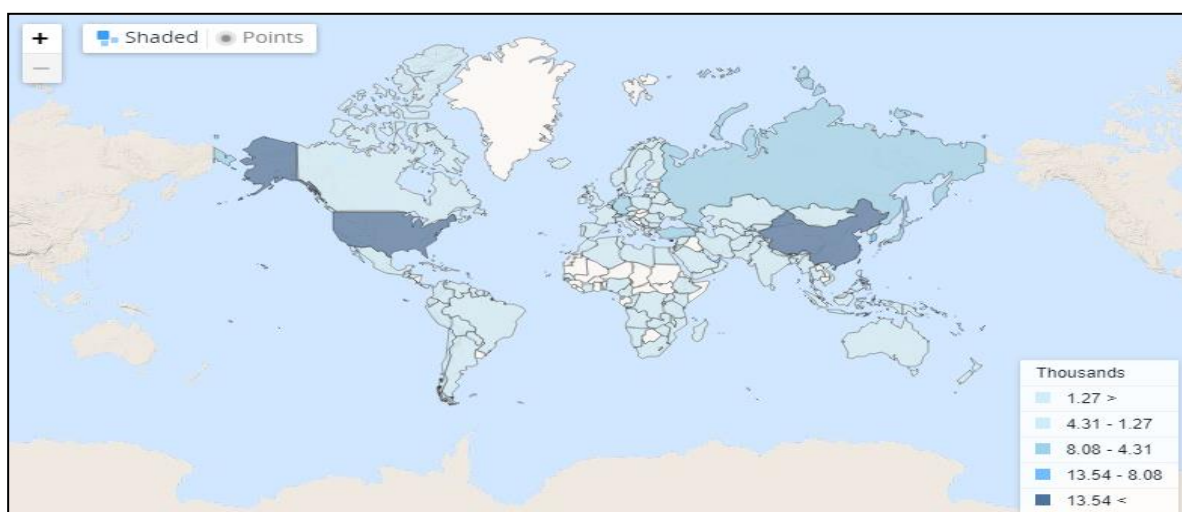 +
Shaded Points
—
Thousands
1.27 >
4.31 - 1.27
8.08 - 4.31
13.54 - 8.08
13.54 <